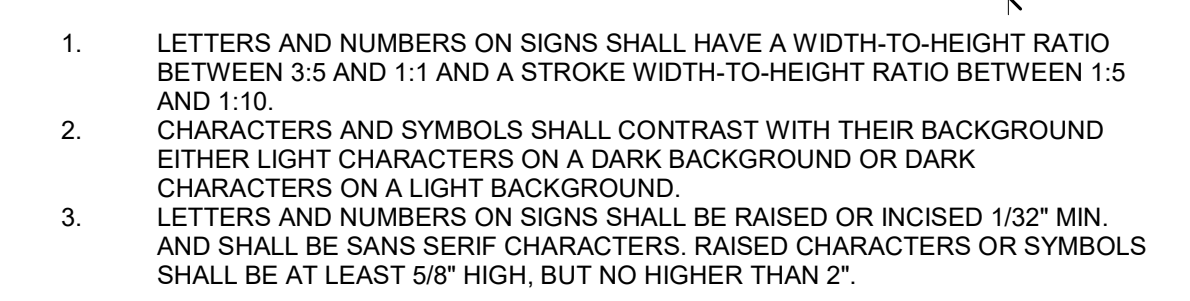 1. LETTERS AND NUMBERS ON SIGNS SHALL HAVE A WIDTH-TO-HEIGHT RATIO
BETWEEN 3:5 AND 1:1 AND A STROKE WIDTH-TO-HEIGHT RATIO BETWEEN 1:5
AND 1:10.
2. CHARACTERS AND SYMBOLS SHALL CONTRAST WITH THEIR BACKGROUND
EITHER LIGHT CHARACTERS ON A DARK BACKGROUND OR DARK
CHARACTERS ON A LIGHT BACKGROUND.
3. LETTERS AND NUMBERS ON SIGNS SHALL BE RAISED OR INCISED 1/32" MIN.
AND SHALL BE SANS SERIF CHARACTERS. RAISED CHARACTERS OR SYMBOLS
SHALL BE AT LEAST 5/8" HIGH, BUT NO HIGHER THAN 2".